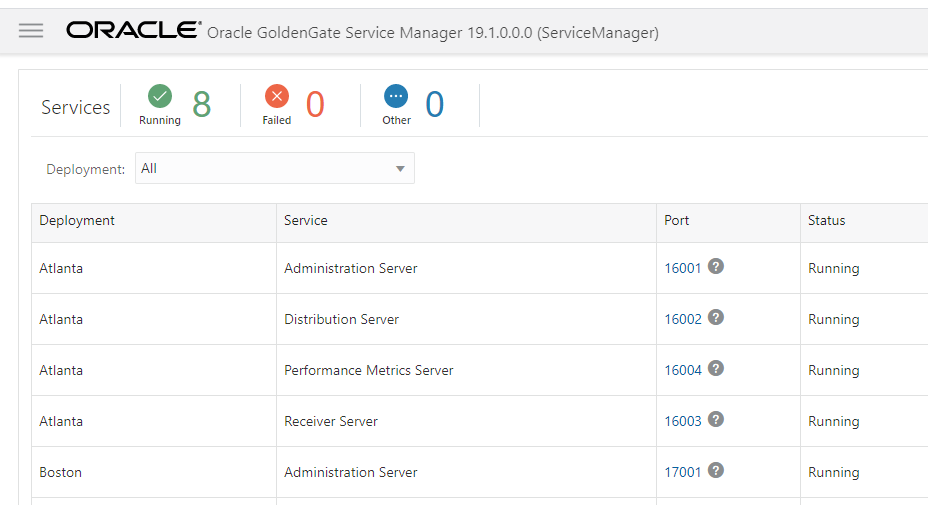 ORACLE® Oracle GoldenGate Service Manager 19.1.0.0.0 (ServiceManager)
Services Running 8 Failed 0 Other 0
Deployment: All
Deployment Service Port Status
Atlanta Administration Server 16001 ? Running
Atlanta Distribution Server 16002 ? Running
Atlanta Performance Metrics Server 16004 ? Running
Atlanta Receiver Server 16003 ? Running
Boston Administration Server 17001 ? Running